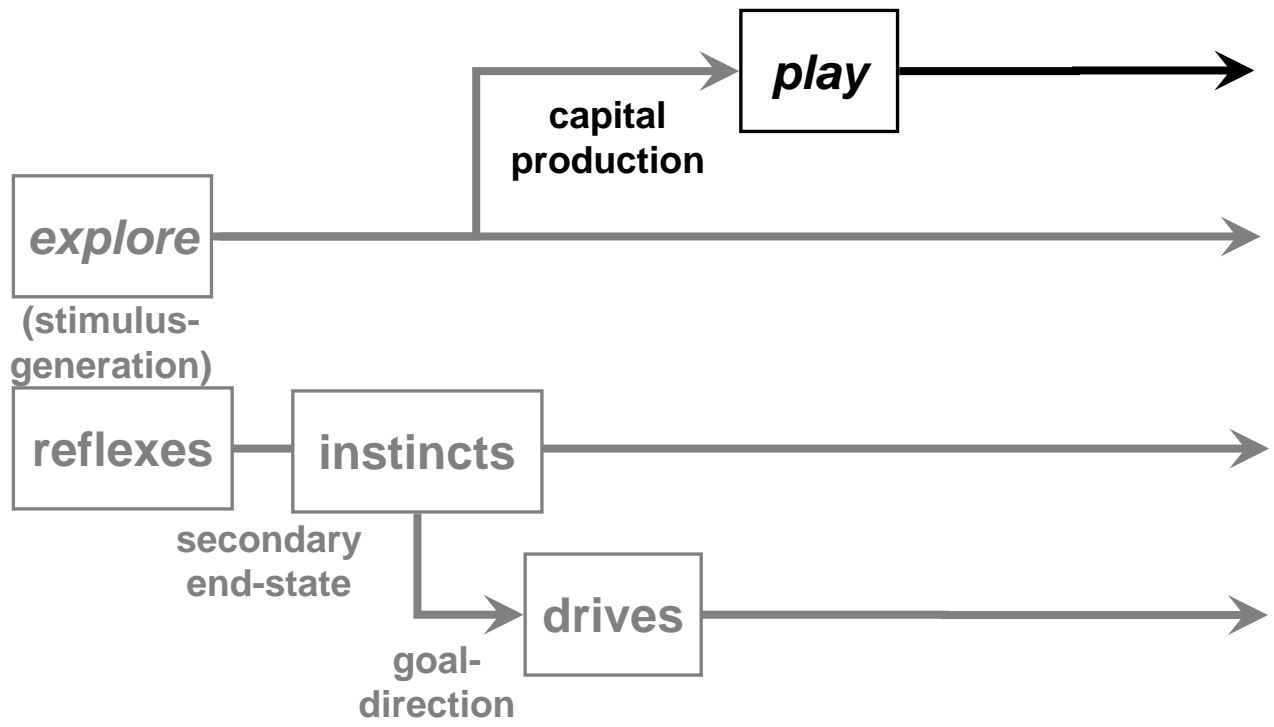 play
capital
production
explore
(stimulus-
generation)
reflexes
instincts
secondary
end-state
drives
goal-
direction